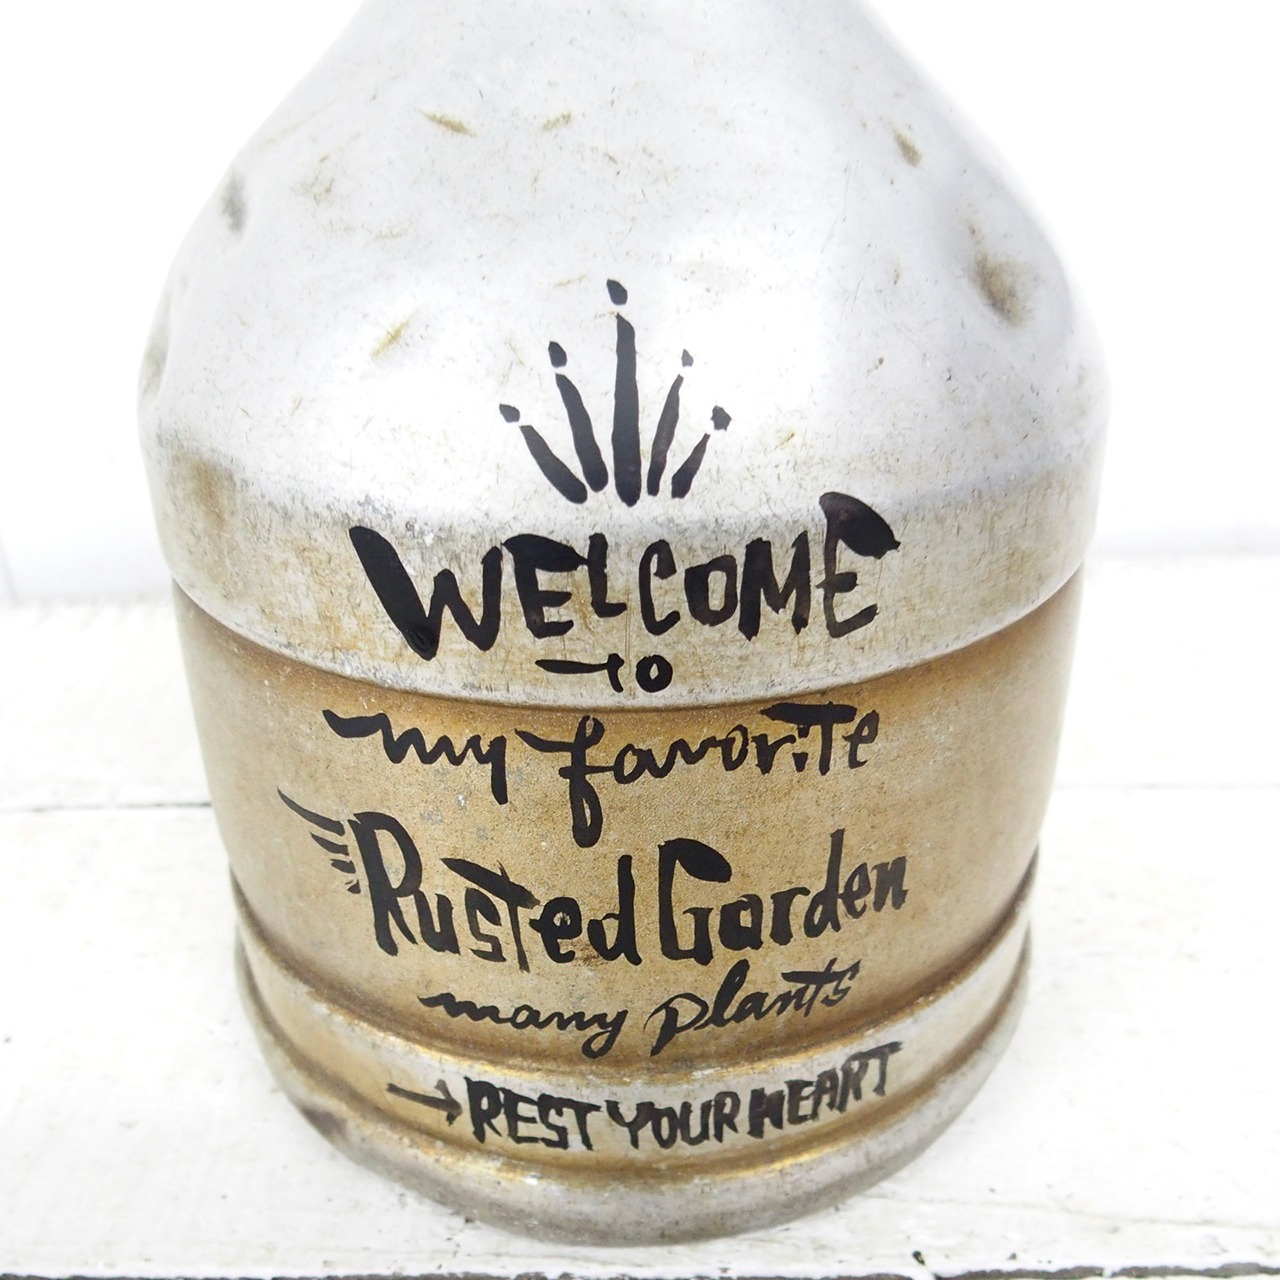 WELCOME
to
my favoriTe
RusTed Garden
many planTs
→REST YOUR HEART